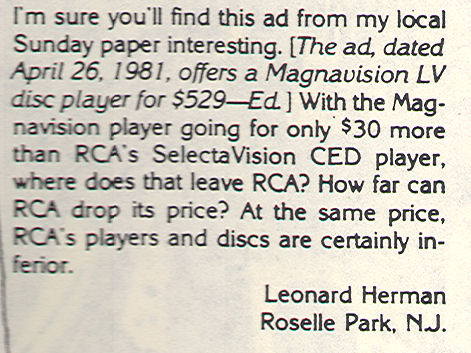 I'm sure you'll find this ad from my local
Sunday paper interesting. [The ad, dated
April 26, 1981, offers a Magnavision LV
disc player for $529—Ed.] With the Mag-
navision player going for only $30 more
than RCA's SelectaVision CED player,
where does that leave RCA? How far can
RCA drop its price? At the same price,
RCA's players and discs are certainly in-
ferior.
Leonard Herman
Roselle Park, N.J.